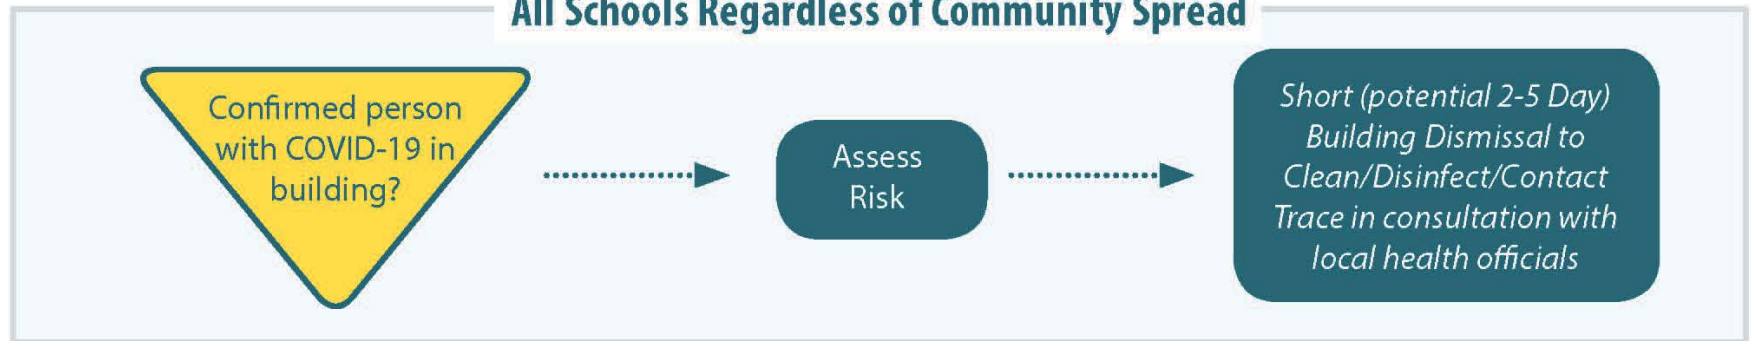 All Schools Regardless of Community Spread
Confirmed person
with COVID-19 in
building?
Assess
Risk
Short (potential 2-5 Day)
Building Dismissal to
Clean/Disinfect/Contact
Trace in consultation with
local health officials